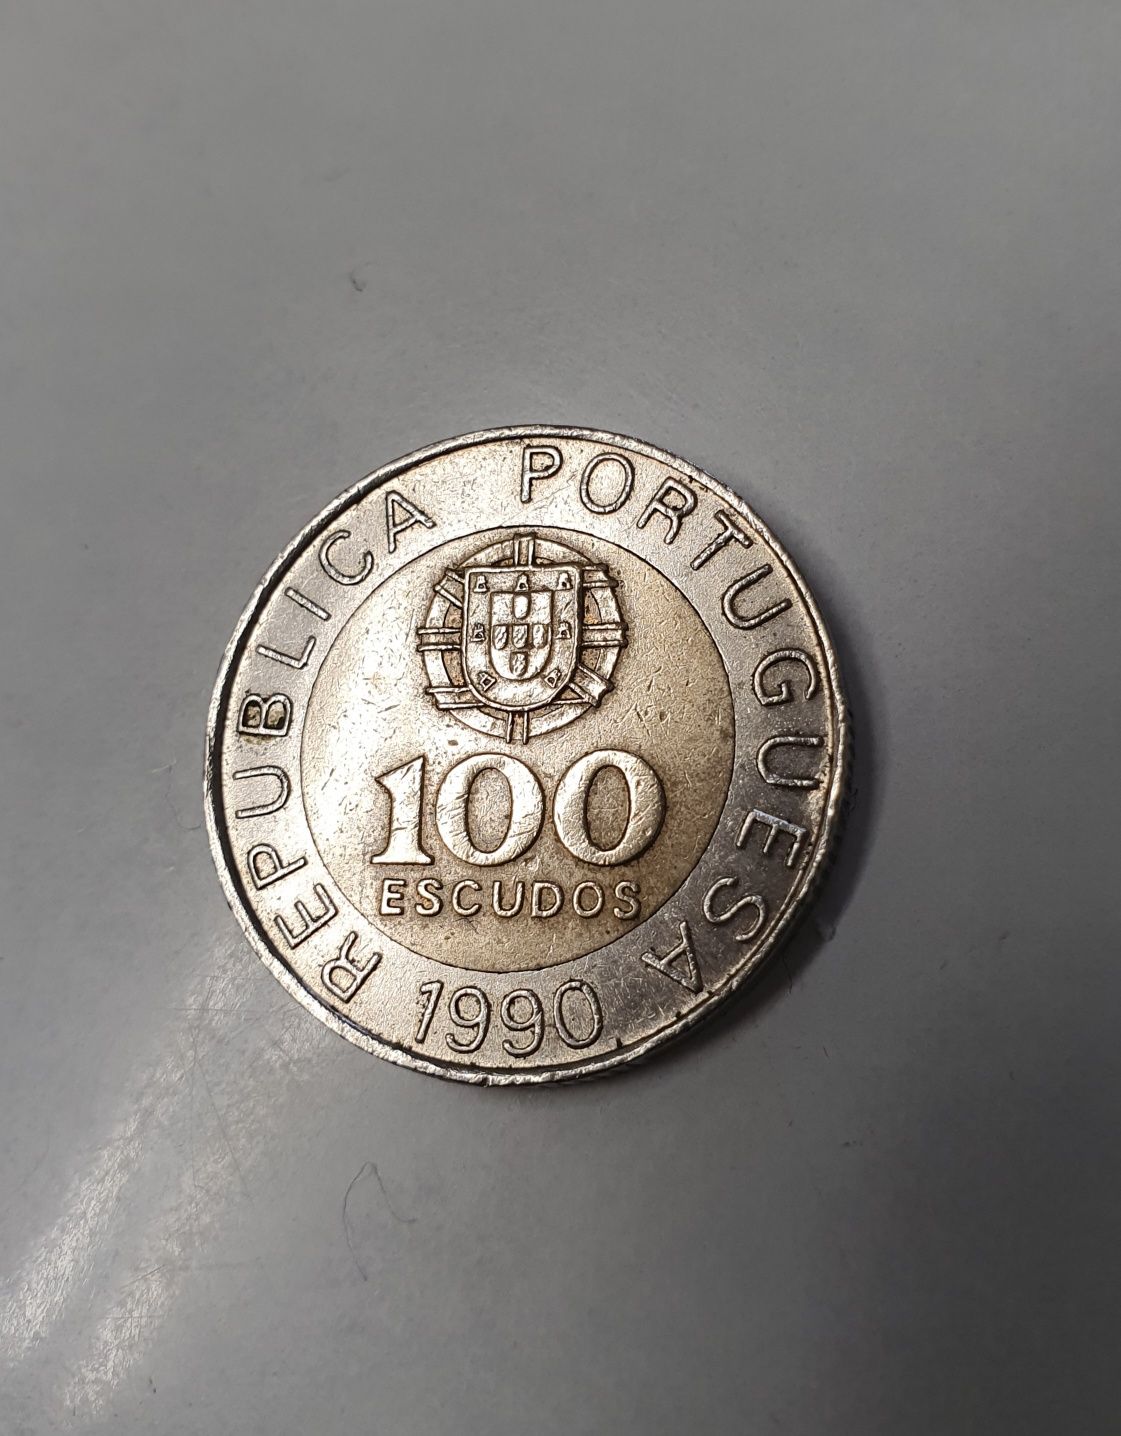 REPUBLICA PORTUGUESA
100
ESCUDOS
1990